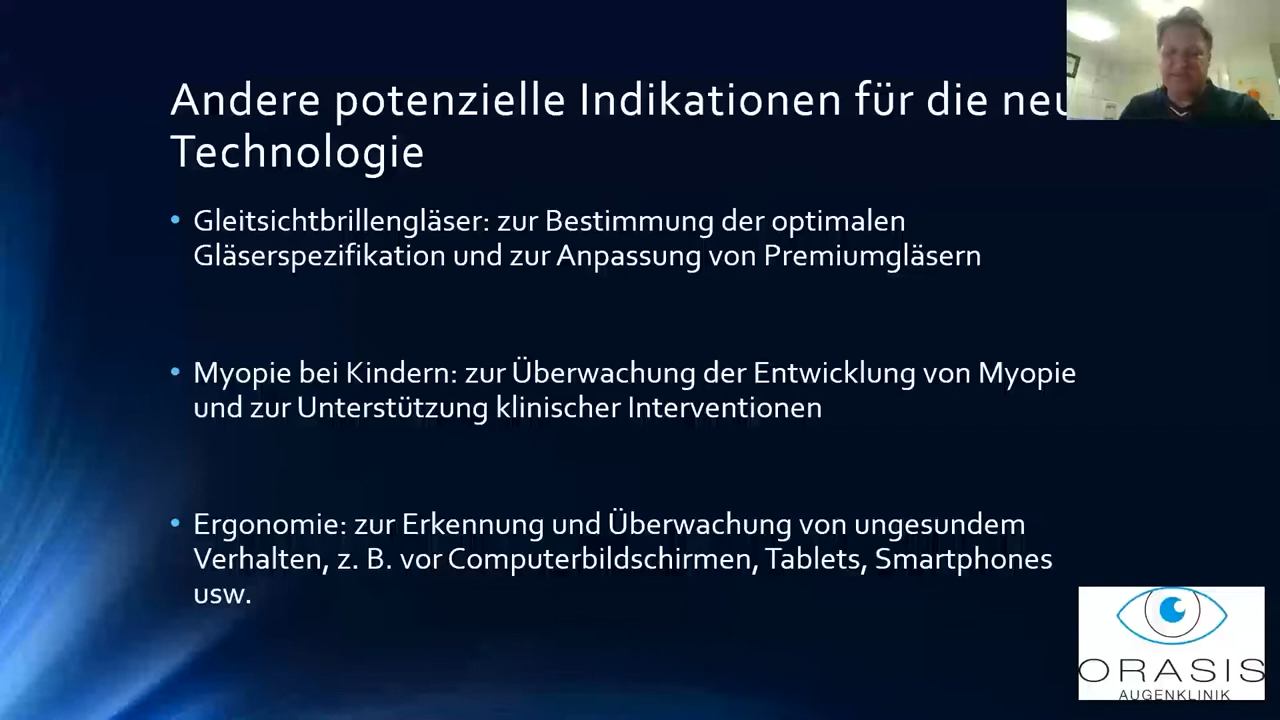 Andere potenzielle Indikationen für die neu
Technologie
• Gleitsichtbrillengläser: zur Bestimmung der optimalen
Gläserspezifikation und zur Anpassung von Premiumgläsern
• Myopie bei Kindern: zur Überwachung der Entwicklung von Myopie
und zur Unterstützung klinischer Interventionen
• Ergonomie: zur Erkennung und Überwachung von ungesundem
Verhalten, z. B. vor Computerbildschirmen, Tablets, Smartphones
usw.
ORASIS
AUGENKLINIK